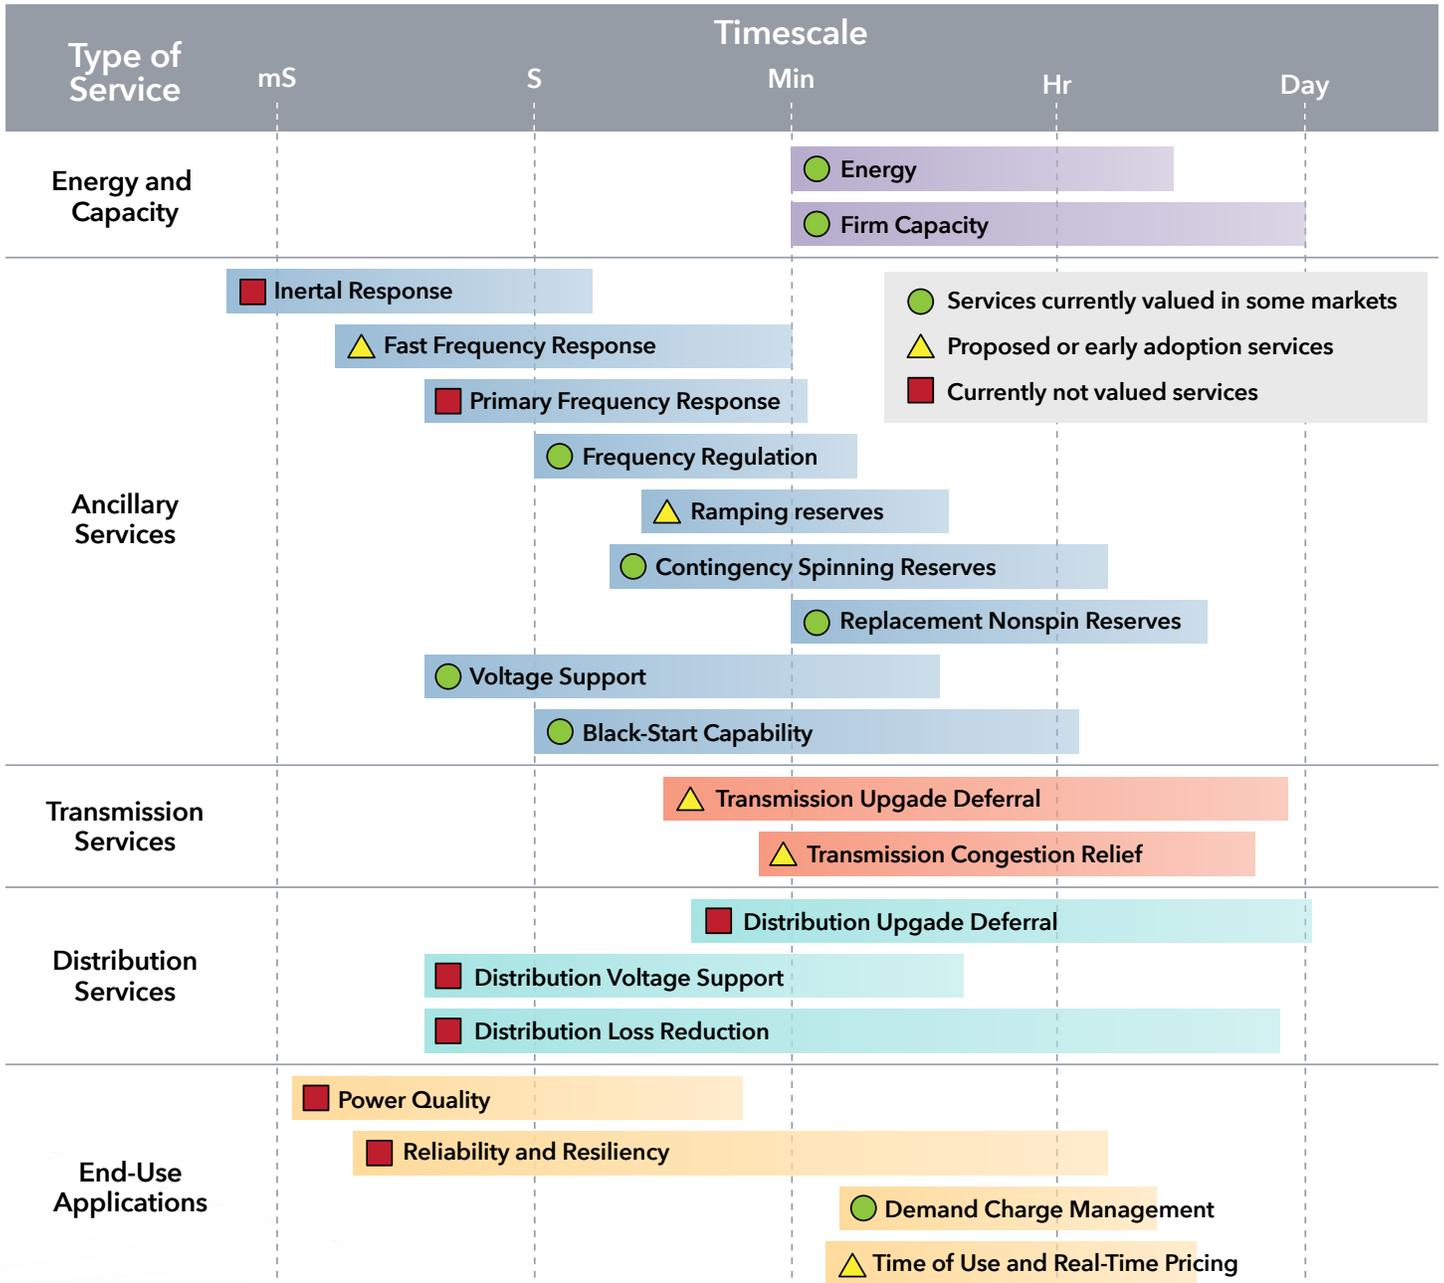 Timescale
Type of
Service
mS
S
Min
Hr
Day
Energy and
Capacity
Energy
Firm Capacity
Services currently valued in some markets
Proposed or early adoption services
Currently not valued services
Ancillary
Services
Inertal Response
Fast Frequency Response
Primary Frequency Response
Frequency Regulation
Ramping reserves
Contingency Spinning Reserves
Replacement Nonspin Reserves
Voltage Support
Black-Start Capability
Transmission
Services
Transmission Upgade Deferral
Transmission Congestion Relief
Distribution
Services
Distribution Upgade Deferral
Distribution Voltage Support
Distribution Loss Reduction
End-Use
Applications
Power Quality
Reliability and Resiliency
Demand Charge Management
Time of Use and Real-Time Pricing